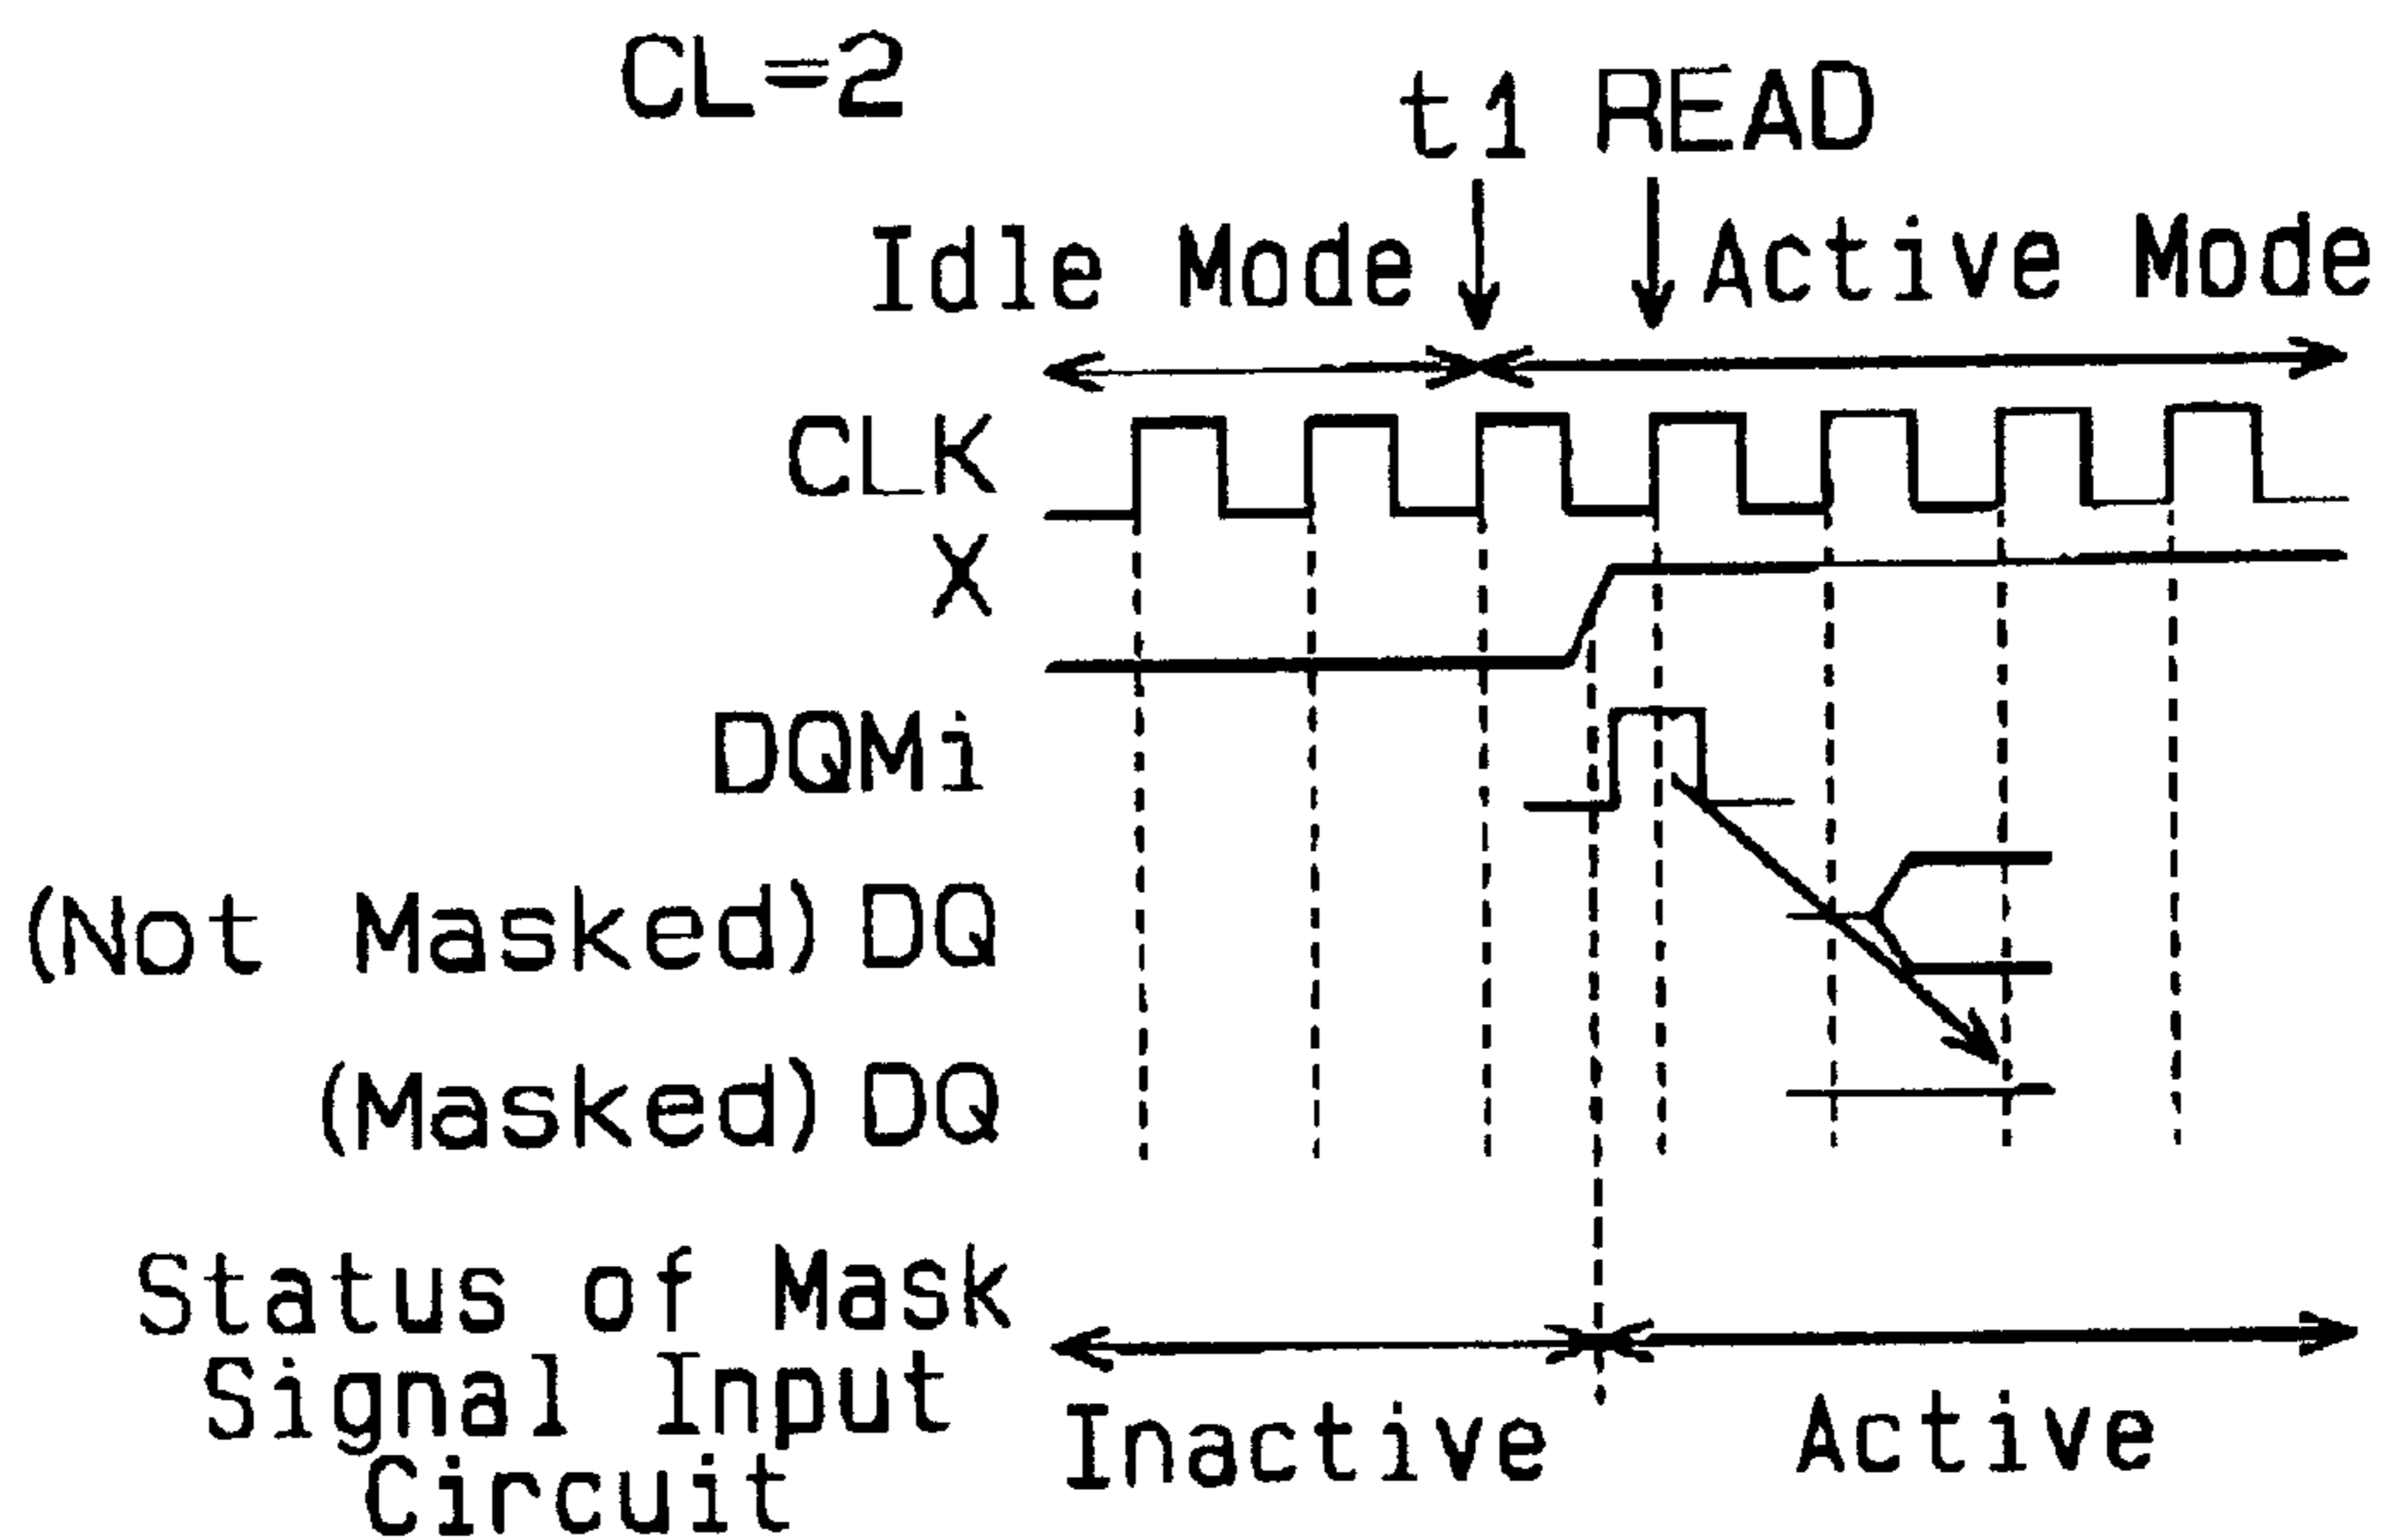 CL=2
t1 READ
Idle Mode
Active Mode
CLK
X
DQMi
(Not Masked) DQ
(Masked) DQ
Status of Mask
Signal Input
Circuit
Inactive
Active